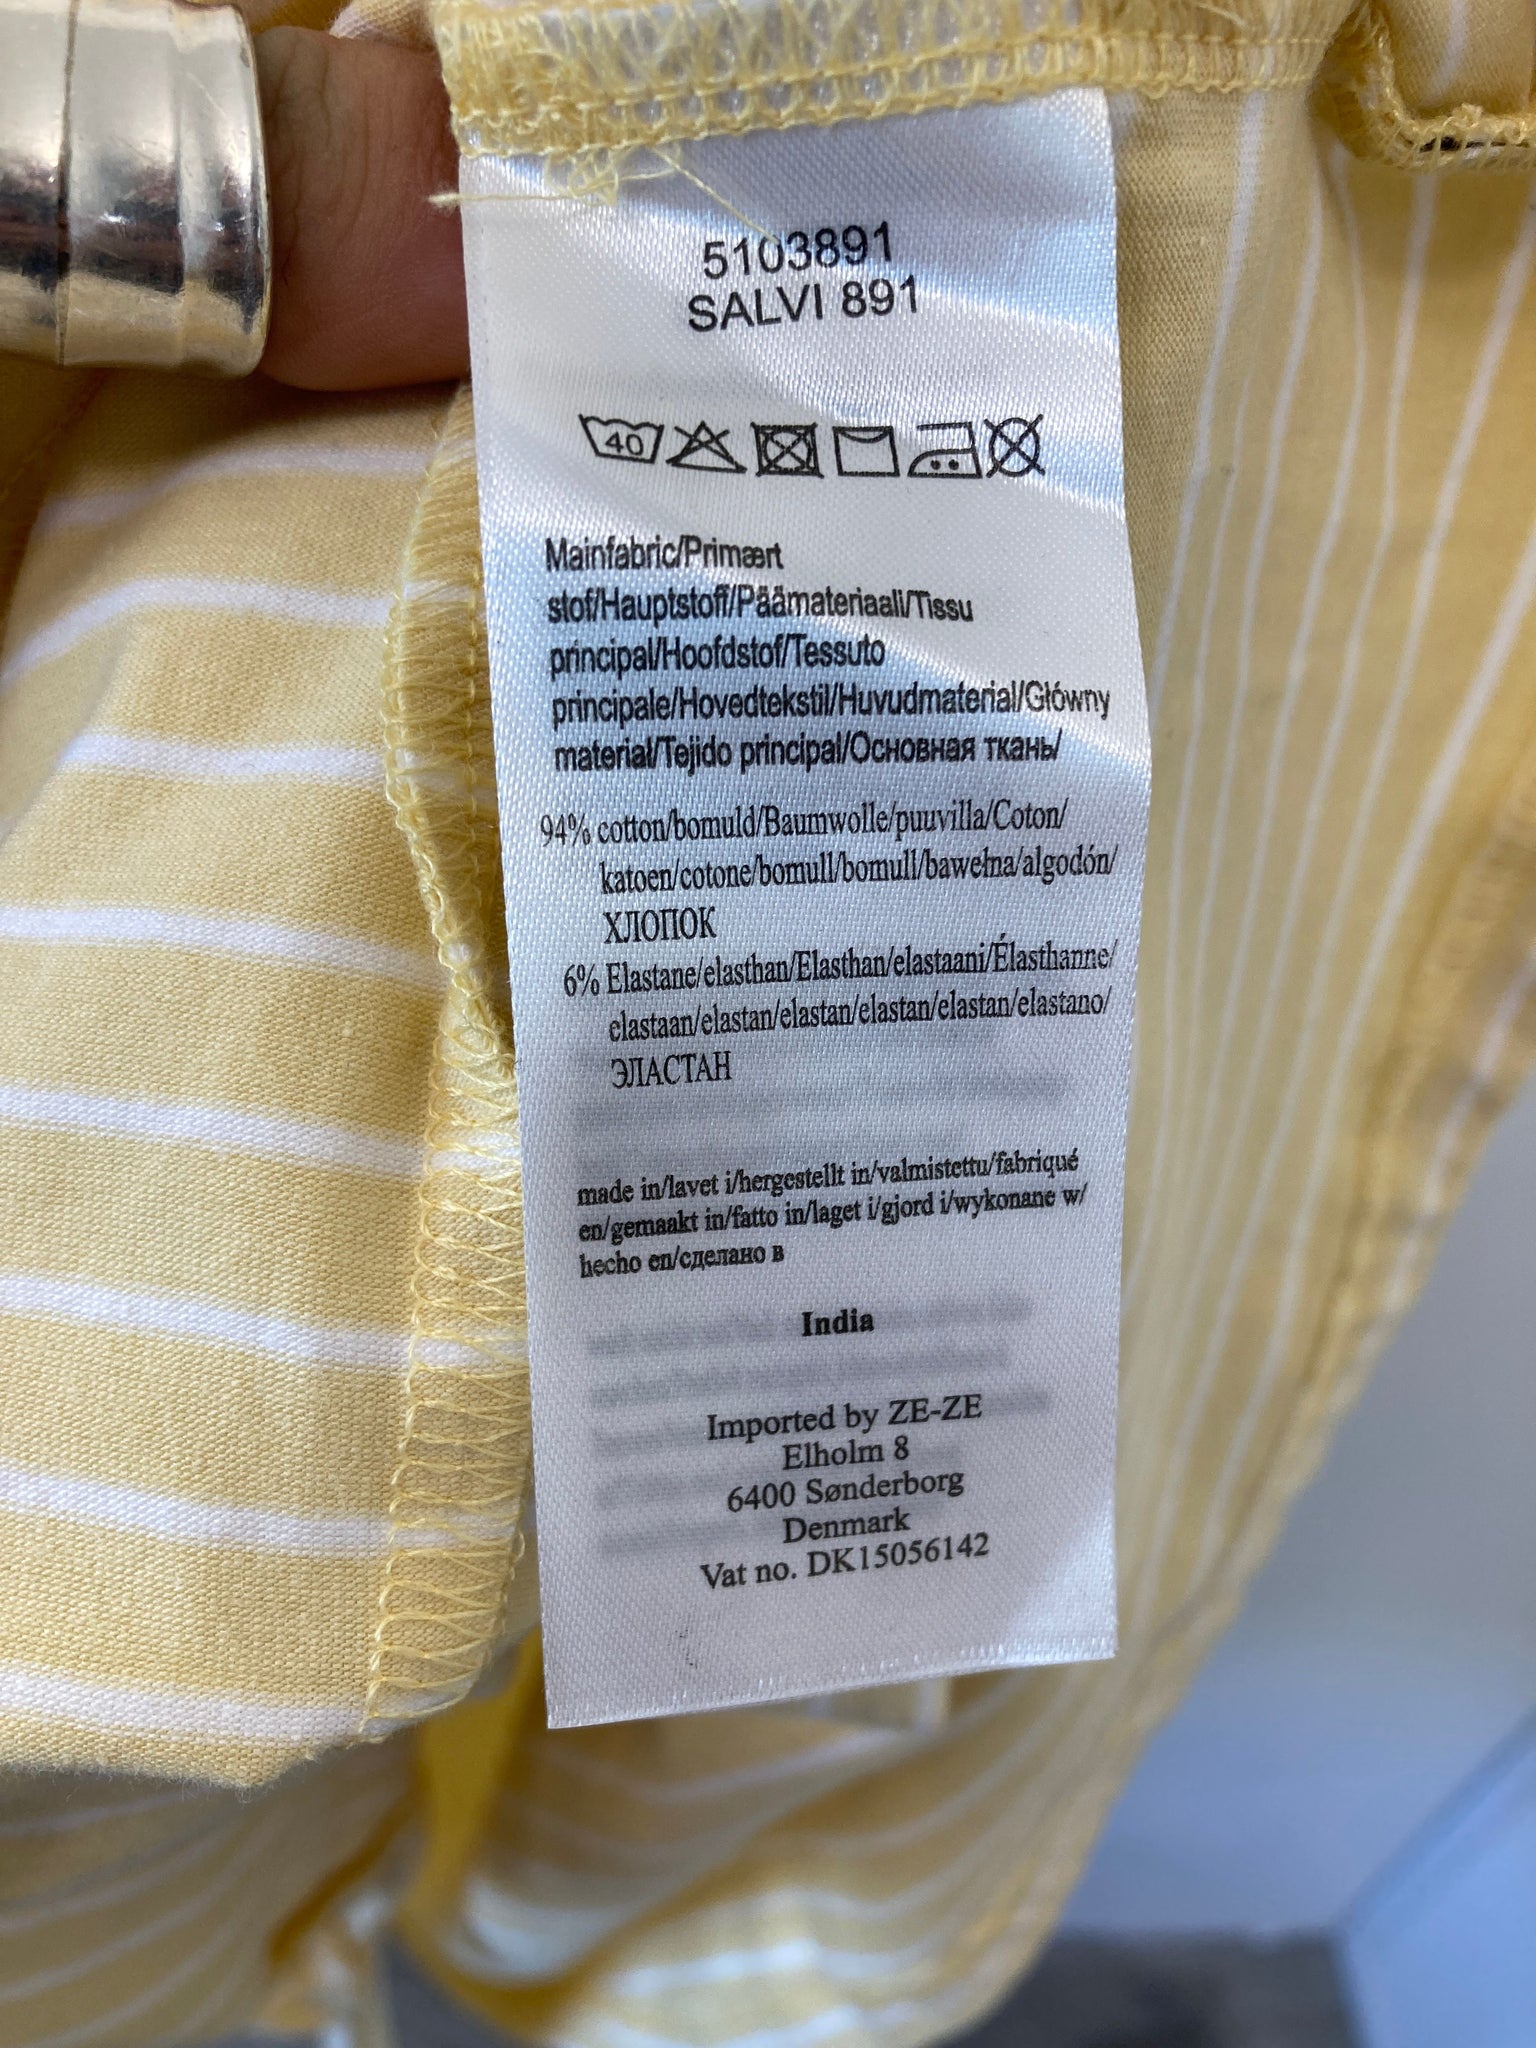 5103891
SALVI 891
40
Mainfabric/Primært
stof/Hauptstoff/Päämateriaali/Tissu
principal/Hoofdstof/Tessuto
principale/Hovedtekstil/Huvudmaterial/Główny
materiał/Tejido principal/Основная ткань/
94% cotton/bomuld/Baumwolle/puuvilla/Coton/
katoen/cotone/bomull/bomull/bawełna/algodón/
ХЛОПОК
6% Elastane/elasthan/Elasthan/elastaani/Élasthanne/
elastaan/elastan/elastan/elastan/elastan/elastano/
ЭЛАСТАН
made in/lavet i/hergestellt in/valmistettu/fabriqué
en/gemaakt in/fatto in/laget i/gjord i/wykonane w/
hecho en/сделано в
India
Imported by ZE-ZE
Elholm 8
6400 Sønderborg
Denmark
Vat no. DK15056142